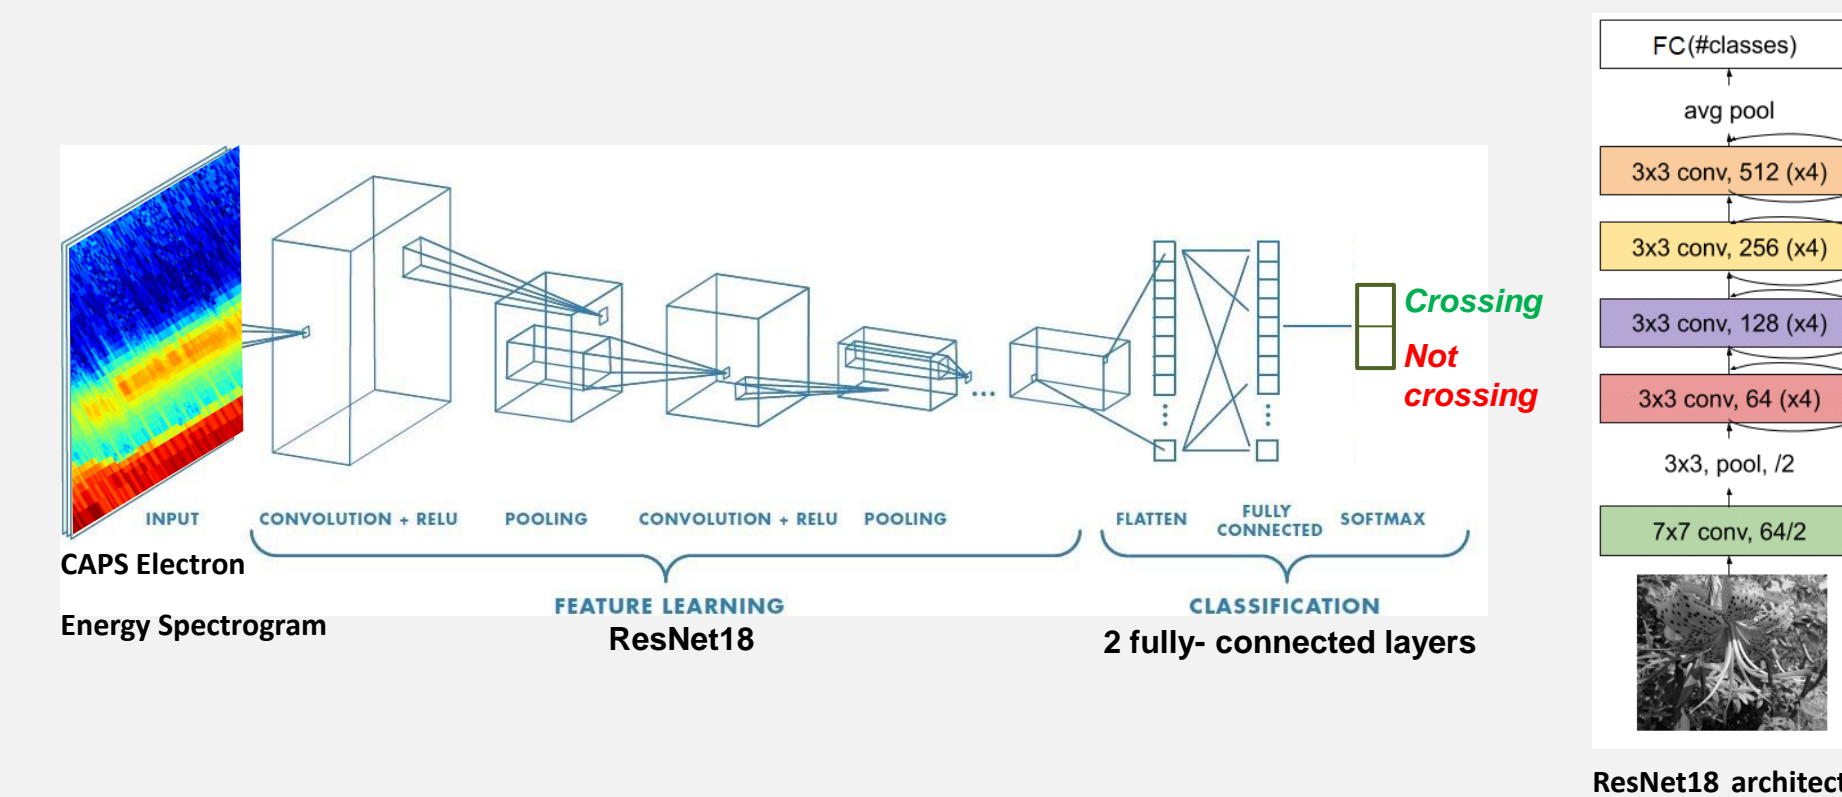 INPUT
CAPS Electron
Energy Spectrogram
CONVOLUTION + RELU
POOLING
CONVOLUTION + RELU
POOLING
...
FEATURE LEARNING
ResNet18
FLATTEN
FULLY
CONNECTED
SOFTMAX
CLASSIFICATION
2 fully- connected layers
Crossing
Not
crossing
FC(#classes)
avg pool
3x3 conv, 512 (x4)
3x3 conv, 256 (x4)
3x3 conv, 128 (x4)
3x3 conv, 64 (x4)
3x3, pool, /2
7x7 conv, 64/2
ResNet18